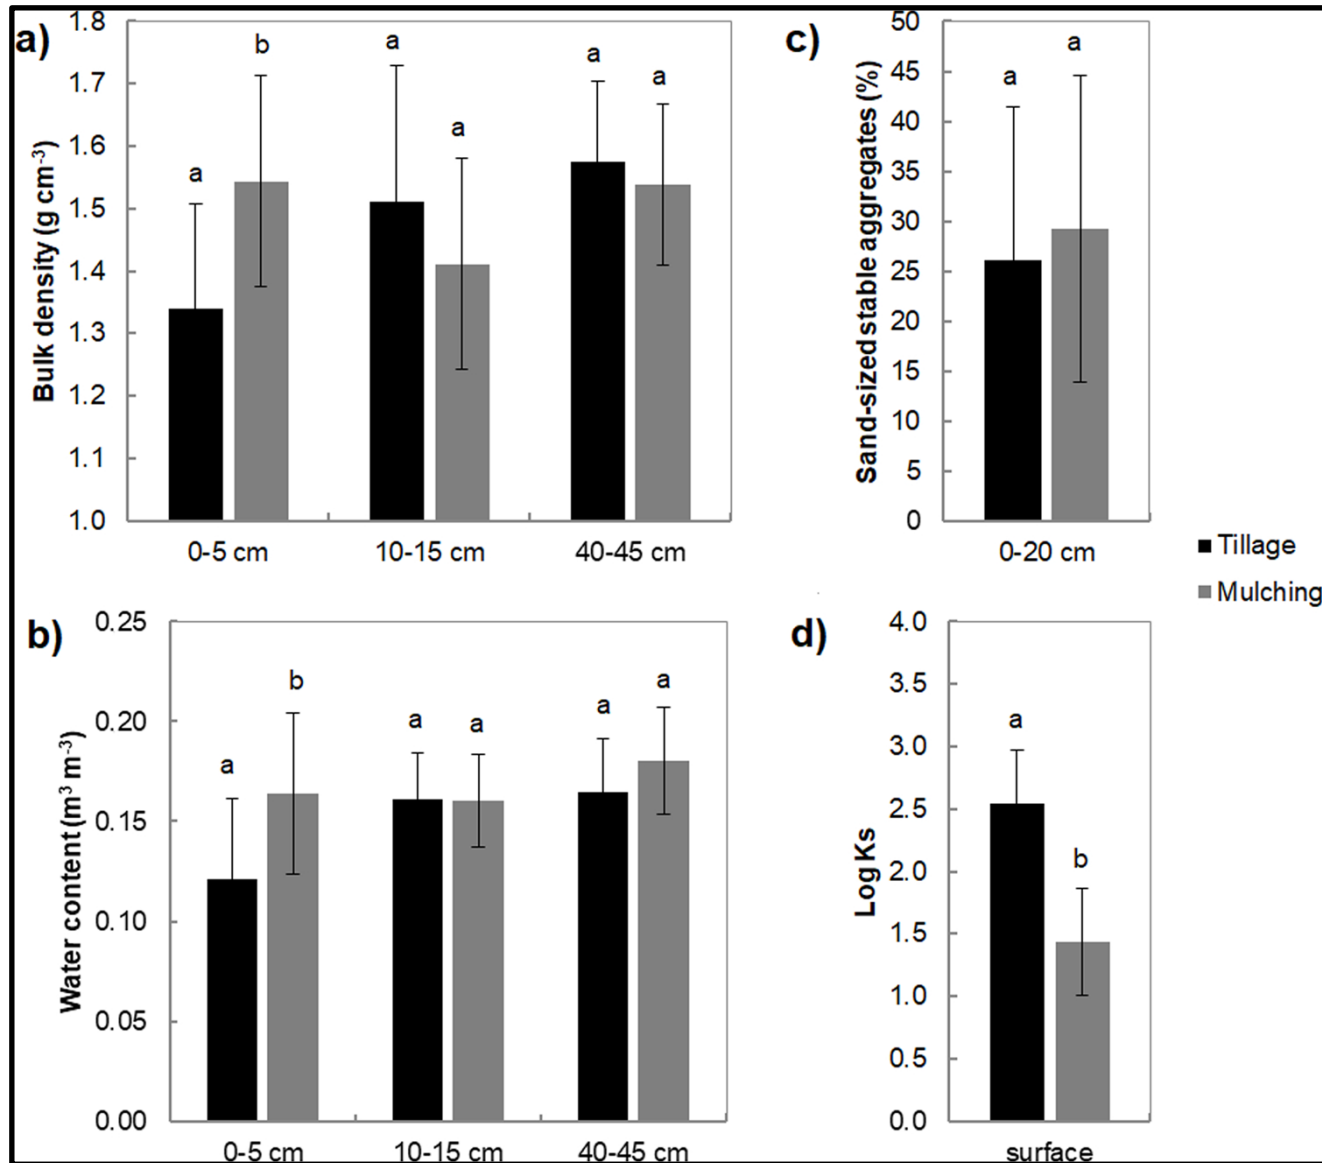 a)
Bulk density (g cm⁻³)
1.8
1.7
1.6
1.5
1.4
1.3
1.2
1.1
1.0
a
b
a
a
a
a
0-5 cm
10-15 cm
40-45 cm
c)
Sand-sized stable aggregates (%)
50
45
40
35
30
25
20
15
10
5
0
a
a
0-20 cm
Tillage
Mulching
b)
Water content (m³ m⁻³)
0.25
0.20
0.15
0.10
0.05
0.00
a
b
a
a
a
a
0-5 cm
10-15 cm
40-45 cm
d)
Log Ks
4.0
3.5
3.0
2.5
2.0
1.5
1.0
0.5
0.0
a
b
surface